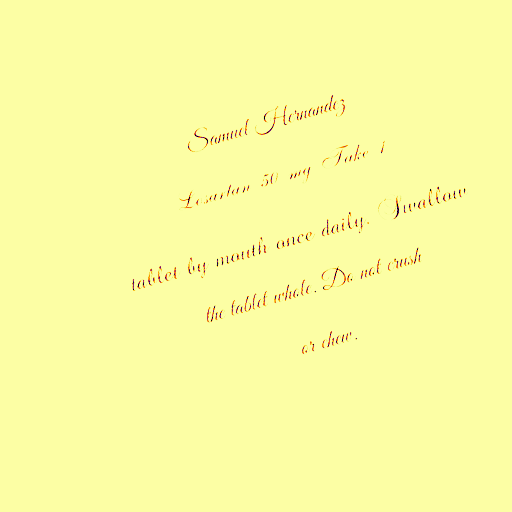 Samuel Hernandez
Losartan 50 mg Take 1
tablet by mouth once daily. Swallow
the tablet whole. Do not crush
or chew.